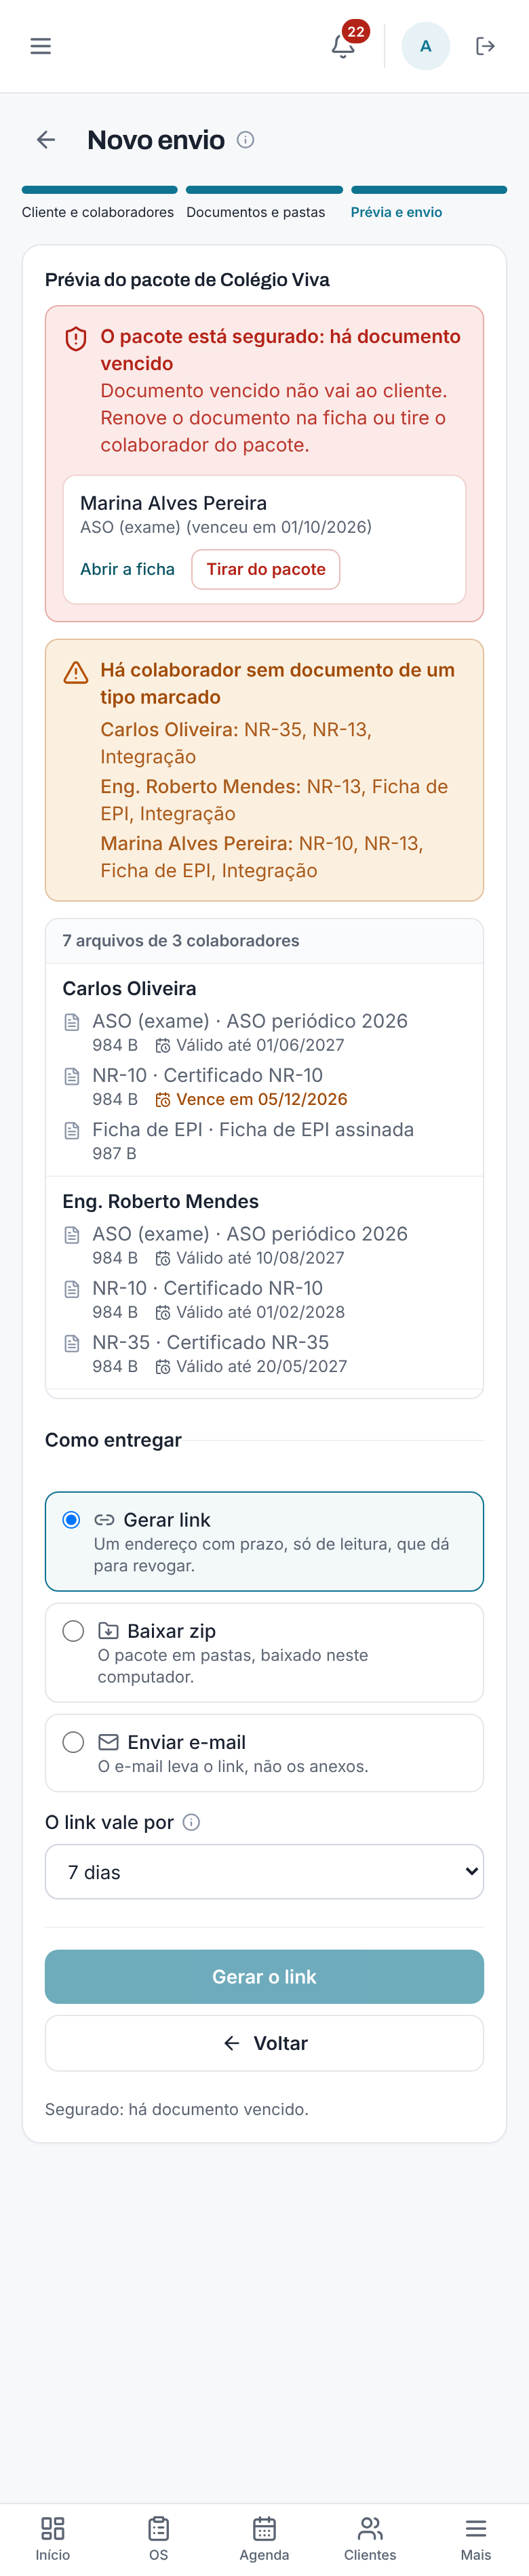 22
A
Novo envio
Cliente e colaboradores
Documentos e pastas
Prévia e envio
Prévia do pacote de Colégio Viva
O pacote está segurado: há documento
vencido
Documento vencido não vai ao cliente.
Renove o documento na ficha ou tire o
colaborador do pacote.
Marina Alves Pereira
ASO (exame) (venceu em 01/10/2026)
Abrir a ficha
Tirar do pacote
Há colaborador sem documento de um
tipo marcado
Carlos Oliveira: NR-35, NR-13,
Integração
Eng. Roberto Mendes: NR-13, Ficha de
EPI, Integração
Marina Alves Pereira: NR-10, NR-13,
Ficha de EPI, Integração
7 arquivos de 3 colaboradores
Carlos Oliveira
ASO (exame) · ASO periódico 2026
984 B Válido até 01/06/2027
NR-10 · Certificado NR-10
984 B Vence em 05/12/2026
Ficha de EPI · Ficha de EPI assinada
987 B
Eng. Roberto Mendes
ASO (exame) · ASO periódico 2026
984 B Válido até 10/08/2027
NR-10 · Certificado NR-10
984 B Válido até 01/02/2028
NR-35 · Certificado NR-35
984 B Válido até 20/05/2027
Como entregar
Gerar link
Um endereço com prazo, só de leitura, que dá
para revogar.
Baixar zip
O pacote em pastas, baixado neste
computador.
Enviar e-mail
O e-mail leva o link, não os anexos.
O link vale por
7 dias
Gerar o link
Voltar
Segurado: há documento vencido.
Início
OS
Agenda
Clientes
Mais